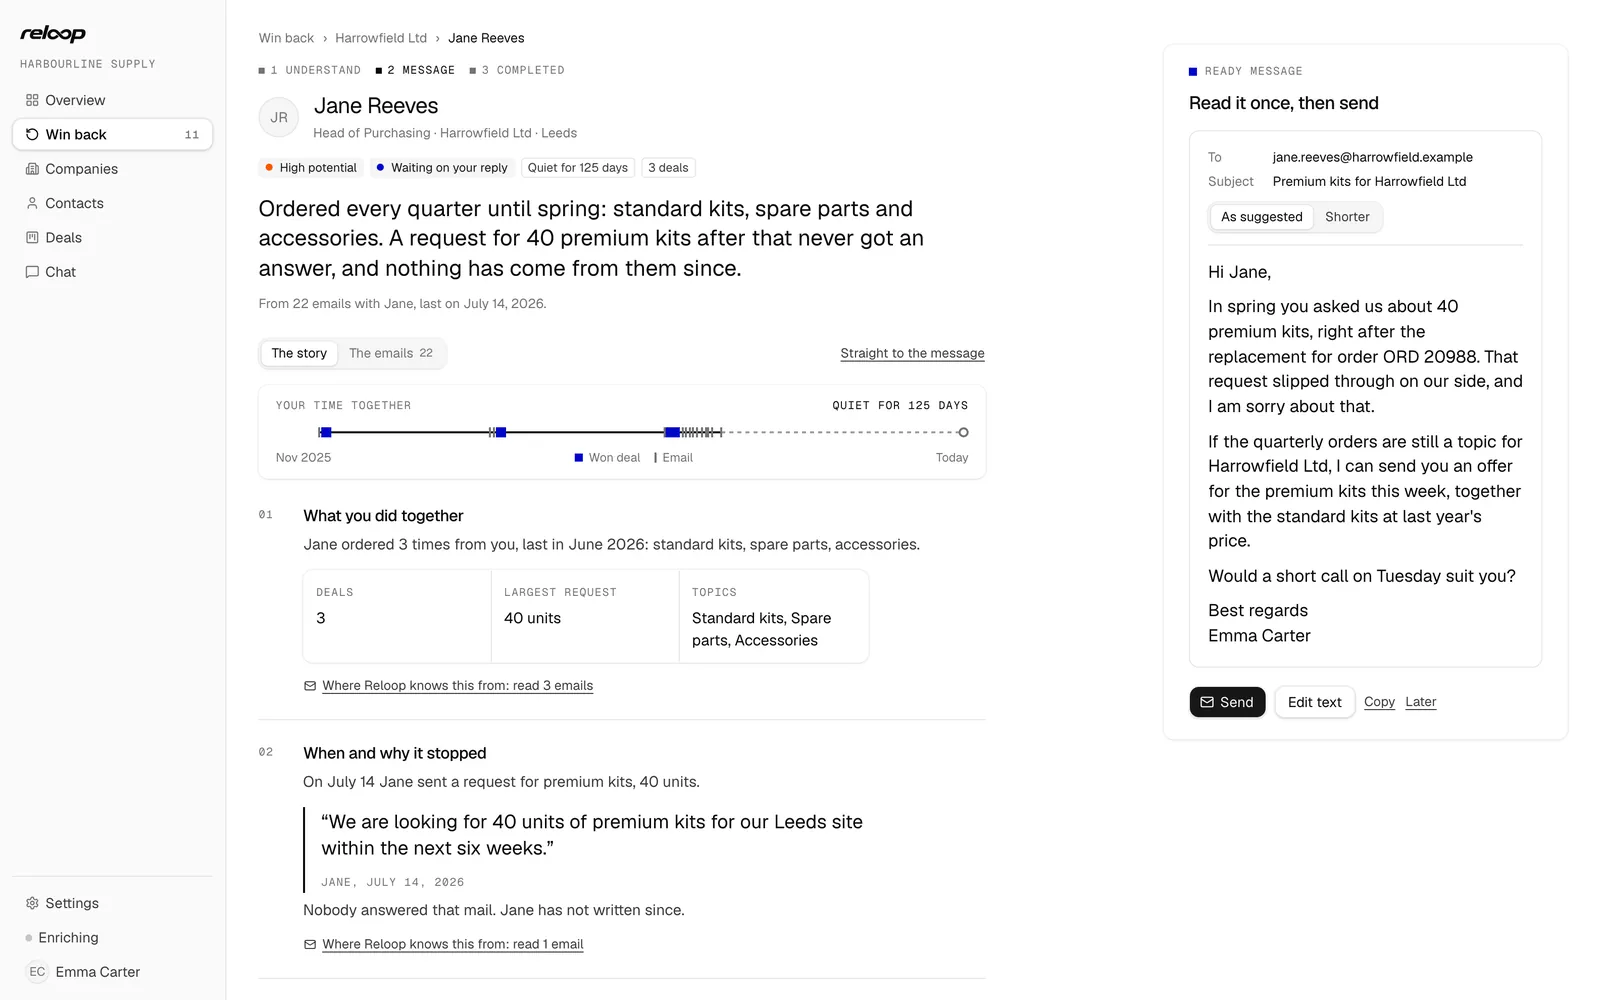 reloop
HARBOURLINE SUPPLY
Overview
Win back 11
Companies
Contacts
Deals
Chat
Settings
Enriching
EC Emma Carter
Win back › Harrowfield Ltd › Jane Reeves
1 UNDERSTAND 2 MESSAGE 3 COMPLETED
JR
Jane Reeves
Head of Purchasing · Harrowfield Ltd · Leeds
High potential Waiting on your reply Quiet for 125 days 3 deals
Ordered every quarter until spring: standard kits, spare parts and
accessories. A request for 40 premium kits after that never got an
answer, and nothing has come from them since.
From 22 emails with Jane, last on July 14, 2026.
The story The emails 22 Straight to the message
YOUR TIME TOGETHER QUIET FOR 125 DAYS
Nov 2025 Won deal Email Today
01 What you did together
Jane ordered 3 times from you, last in June 2026: standard kits, spare parts, accessories.
DEALS LARGEST REQUEST TOPICS
3 40 units Standard kits, Spare
parts, Accessories
Where Reloop knows this from: read 3 emails
02 When and why it stopped
On July 14 Jane sent a request for premium kits, 40 units.
“We are looking for 40 units of premium kits for our Leeds site
within the next six weeks.”
JANE, JULY 14, 2026
Nobody answered that mail. Jane has not written since.
Where Reloop knows this from: read 1 email
READY MESSAGE
Read it once, then send
To jane.reeves@harrowfield.example
Subject Premium kits for Harrowfield Ltd
As suggested Shorter
Hi Jane,
In spring you asked us about 40
premium kits, right after the
replacement for order ORD 20988. That
request slipped through on our side, and
I am sorry about that.
If the quarterly orders are still a topic for
Harrowfield Ltd, I can send you an offer
for the premium kits this week, together
with the standard kits at last year's
price.
Would a short call on Tuesday suit you?
Best regards
Emma Carter
Send Edit text Copy Later